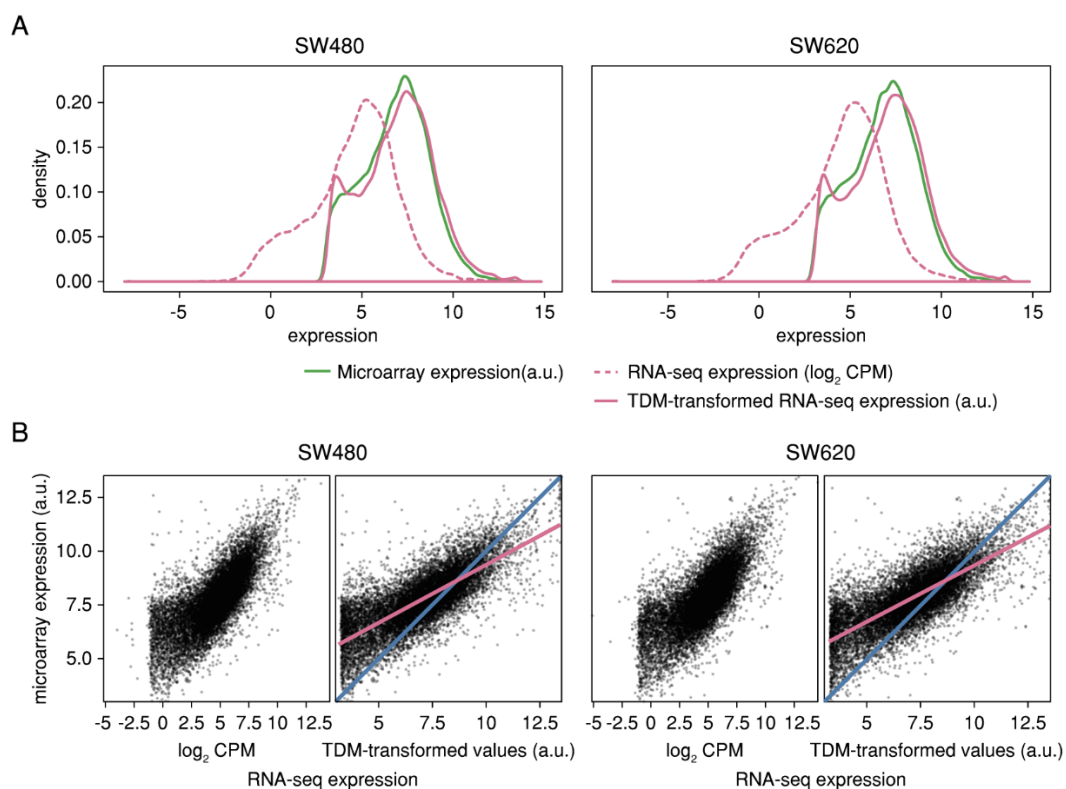 A
SW480
SW620
density
0.20
0.15
0.10
0.05
0.00
-5 0 5 10 15
-5 0 5 10 15
expression
expression
Microarray expression(a.u.)
RNA-seq expression (log₂ CPM)
TDM-transformed RNA-seq expression (a.u.)
B
SW480
SW620
microarray expression (a.u.)
12.5
10.0
7.5
5.0
-5 -2.5 0 2.5 5 7.5 10 12.5
5 7.5 10 12.5
-5 -2.5 0 2.5 5 7.5 10 12.5
5 7.5 10 12.5
log₂ CPM
TDM-transformed values (a.u.)
log₂ CPM
TDM-transformed values (a.u.)
RNA-seq expression
RNA-seq expression